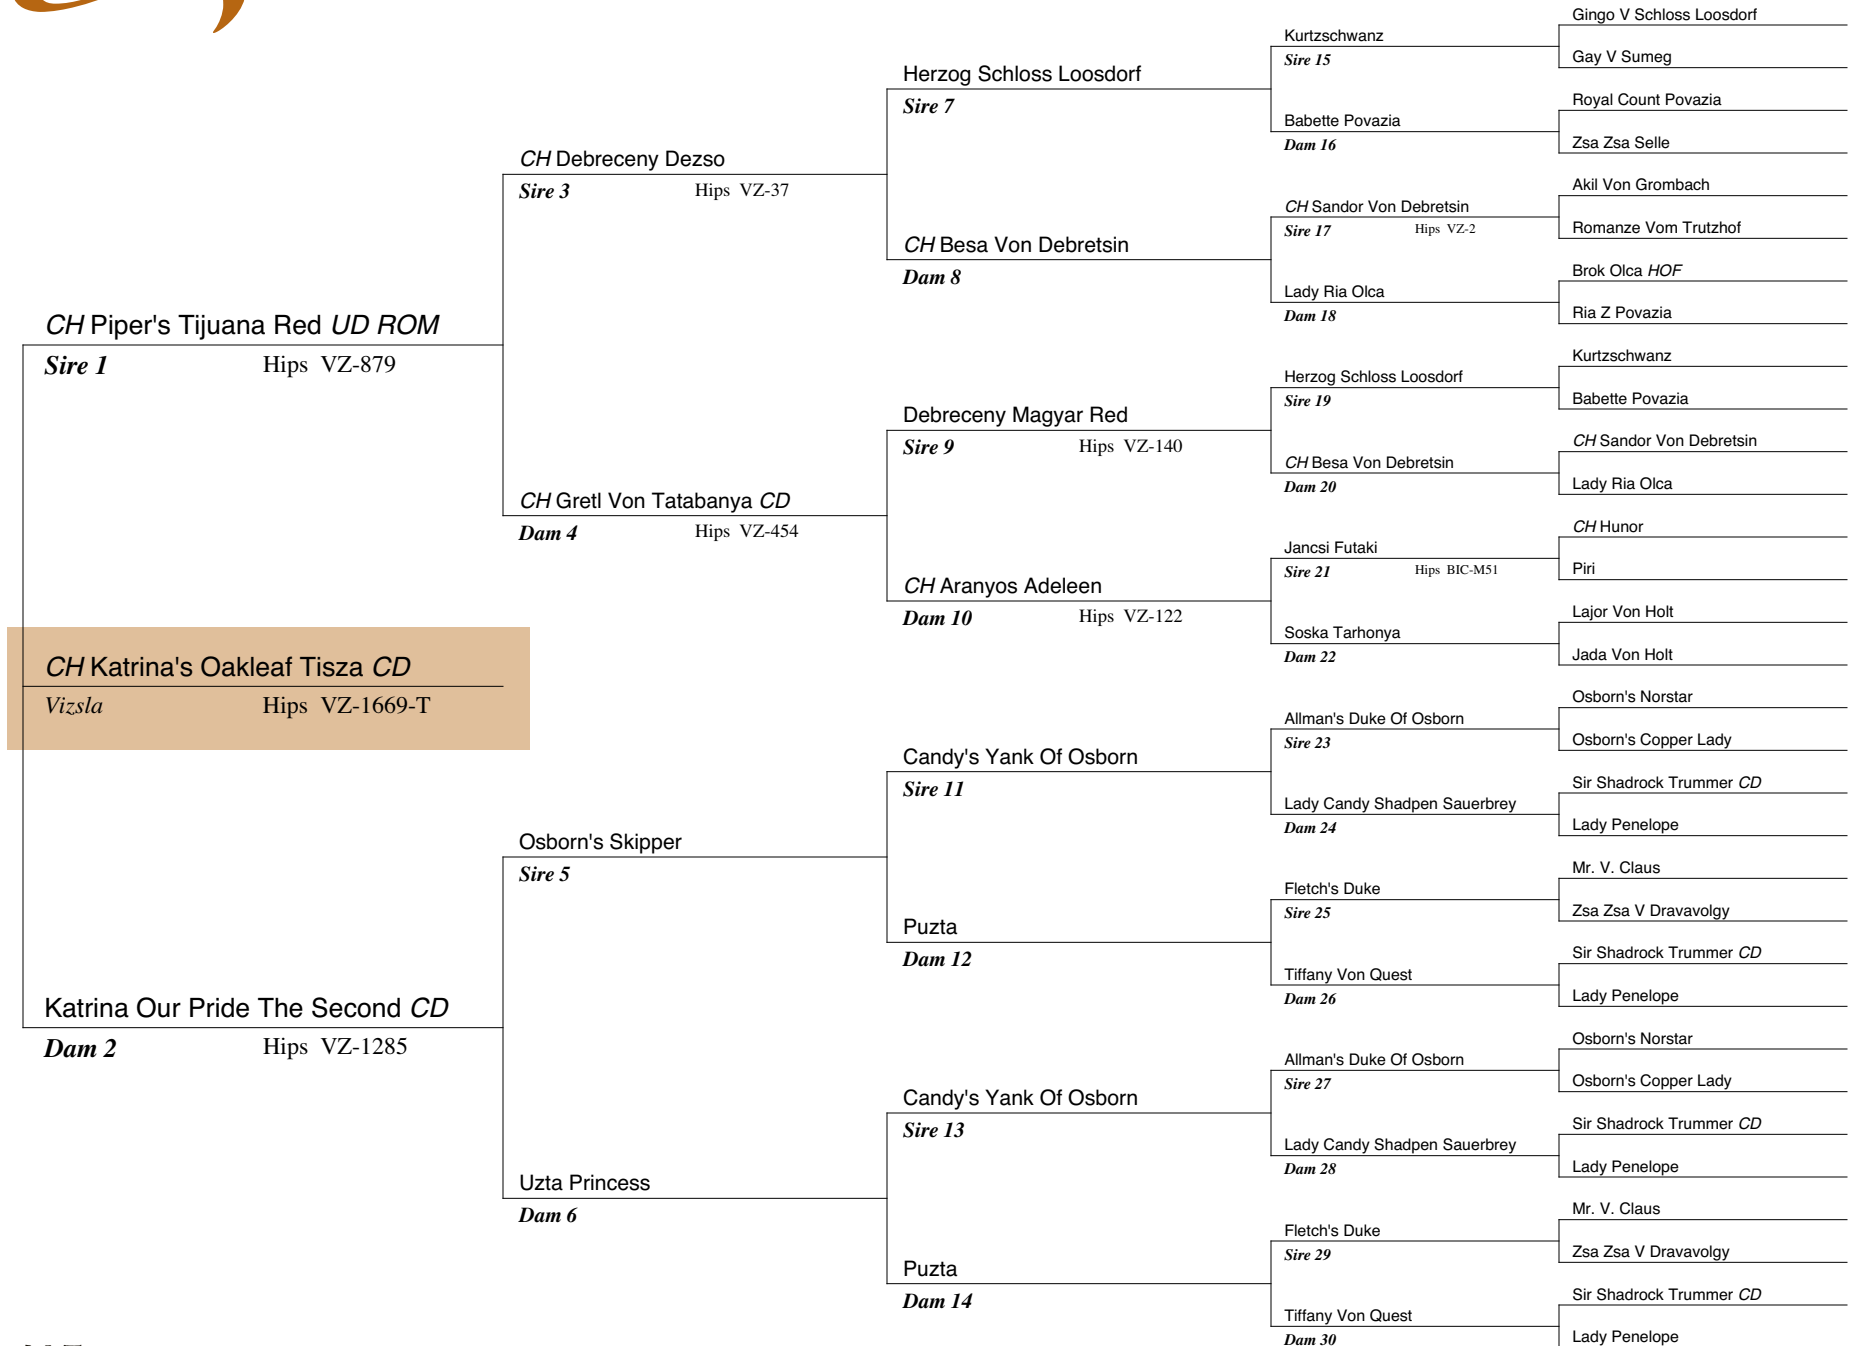 Gingo V Schloss Loosdorf
Kurtzschwanz
Sire 15
Gay V Sumeg
Herzog Schloss Loosdorf
Sire 7
Royal Count Povazia
Babette Povazia
Dam 16
Zsa Zsa Selle
CH Debreceny Dezso
Sire 3 Hips VZ-37
Akil Von Grombach
CH Sandor Von Debretsin
Sire 17 Hips VZ-2
Romanze Vom Trutzhof
CH Besa Von Debretsin
Dam 8
Brok Olca HOF
Lady Ria Olca
Dam 18
Ria Z Povazia
CH Piper's Tijuana Red UD ROM
Sire 1 Hips VZ-879
Kurtzschwanz
Herzog Schloss Loosdorf
Sire 19
Babette Povazia
Debreceny Magyar Red
Sire 9 Hips VZ-140
CH Sandor Von Debretsin
CH Besa Von Debretsin
Dam 20
Lady Ria Olca
CH Gretl Von Tatabanya CD
Dam 4 Hips VZ-454
CH Hunor
Jancsi Futaki
Sire 21 Hips BIC-M51
Piri
CH Aranyos Adeleen
Dam 10 Hips VZ-122
Lajor Von Holt
Soska Tarhonya
Dam 22
Jada Von Holt
CH Katrina's Oakleaf Tisza CD
Vizsla Hips VZ-1669-T
Osborn's Norstar
Allman's Duke Of Osborn
Sire 23
Osborn's Copper Lady
Candy's Yank Of Osborn
Sire 11
Sir Shadrock Trummer CD
Lady Candy Shadpen Sauerbrey
Dam 24
Lady Penelope
Osborn's Skipper
Sire 5
Mr. V. Claus
Fletch's Duke
Sire 25
Zsa Zsa V Dravavolgy
Puzta
Dam 12
Sir Shadrock Trummer CD
Tiffany Von Quest
Dam 26
Lady Penelope
Katrina Our Pride The Second CD
Dam 2 Hips VZ-1285
Osborn's Norstar
Allman's Duke Of Osborn
Sire 27
Osborn's Copper Lady
Candy's Yank Of Osborn
Sire 13
Sir Shadrock Trummer CD
Lady Candy Shadpen Sauerbrey
Dam 28
Lady Penelope
Uzta Princess
Dam 6
Mr. V. Claus
Fletch's Duke
Sire 29
Zsa Zsa V Dravavolgy
Puzta
Dam 14
Sir Shadrock Trummer CD
Tiffany Von Quest
Dam 30
Lady Penelope